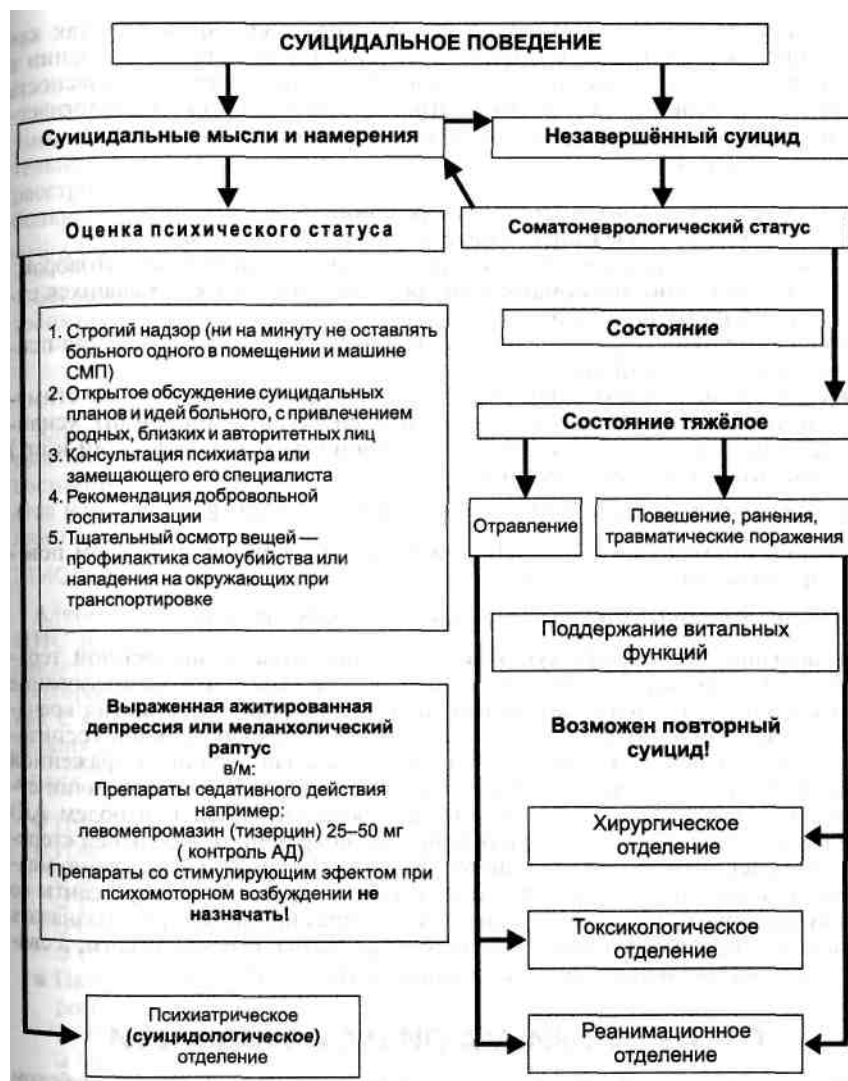 СУИЦИДАЛЬНОЕ ПОВЕДЕНИЕ
Суицидальные мысли и намерения
Незавершённый суицид
Оценка психического статуса
Соматоневрологический статус
1. Строгий надзор (ни на минуту не оставлять
больного одного в помещении и машине
СМП)
2. Открытое обсуждение суицидальных
планов и идей больного, с привлечением
родных, близких и авторитетных лиц
3. Консультация психиатра или
замещающего его специалиста
4. Рекомендация добровольной
госпитализации
5. Тщательный осмотр вещей —
профилактика самоубийства или
нападения на окружающих при
транспортировке
Состояние
Состояние тяжёлое
Отравление
Повешение, ранения,
травматические поражения
Поддержание витальных
функций
Выраженная ажитированная
депрессия или меланхолический
раптус
в/м:
Препараты седативного действия
например:
левомепромазин (тизерцин) 25–50 мг
( контроль АД)
Препараты со стимулирующим эфектом при
психомоторном возбуждении не
назначать!
Возможен повторный
суицид!
Хирургическое
отделение
Токсикологическое
отделение
Психиатрическое
(суицидологическое)
отделение
Реанимационное
отделение